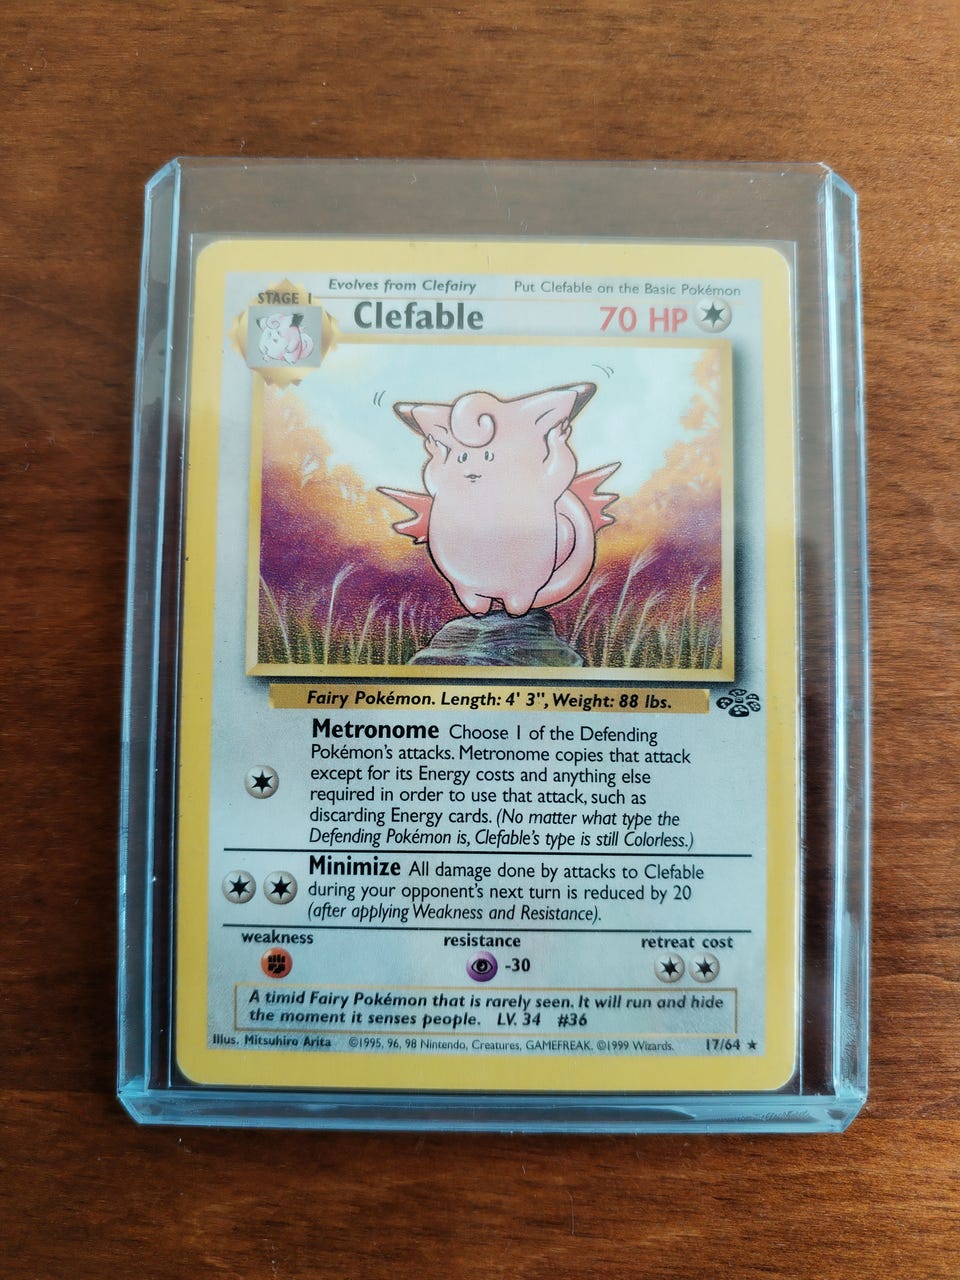 Evolves from Clefairy
Put Clefable on the Basic Pokémon
STAGE 1
Clefable
70 HP
Fairy Pokémon. Length: 4' 3", Weight: 88 lbs.
Metronome Choose 1 of the Defending
Pokémon's attacks. Metronome copies that attack
except for its Energy costs and anything else
required in order to use that attack, such as
discarding Energy cards. (No matter what type the
Defending Pokémon is, Clefable's type is still Colorless.)
Minimize All damage done by attacks to Clefable
during your opponent's next turn is reduced by 20
(after applying Weakness and Resistance).
weakness
resistance
retreat cost
-30
A timid Fairy Pokémon that is rarely seen. It will run and hide
the moment it senses people. LV. 34 #36
Illus. Mitsuhiro Arita ©1995, 96, 98 Nintendo, Creatures, GAMEFREAK. ©1999 Wizards. 17/64 ★